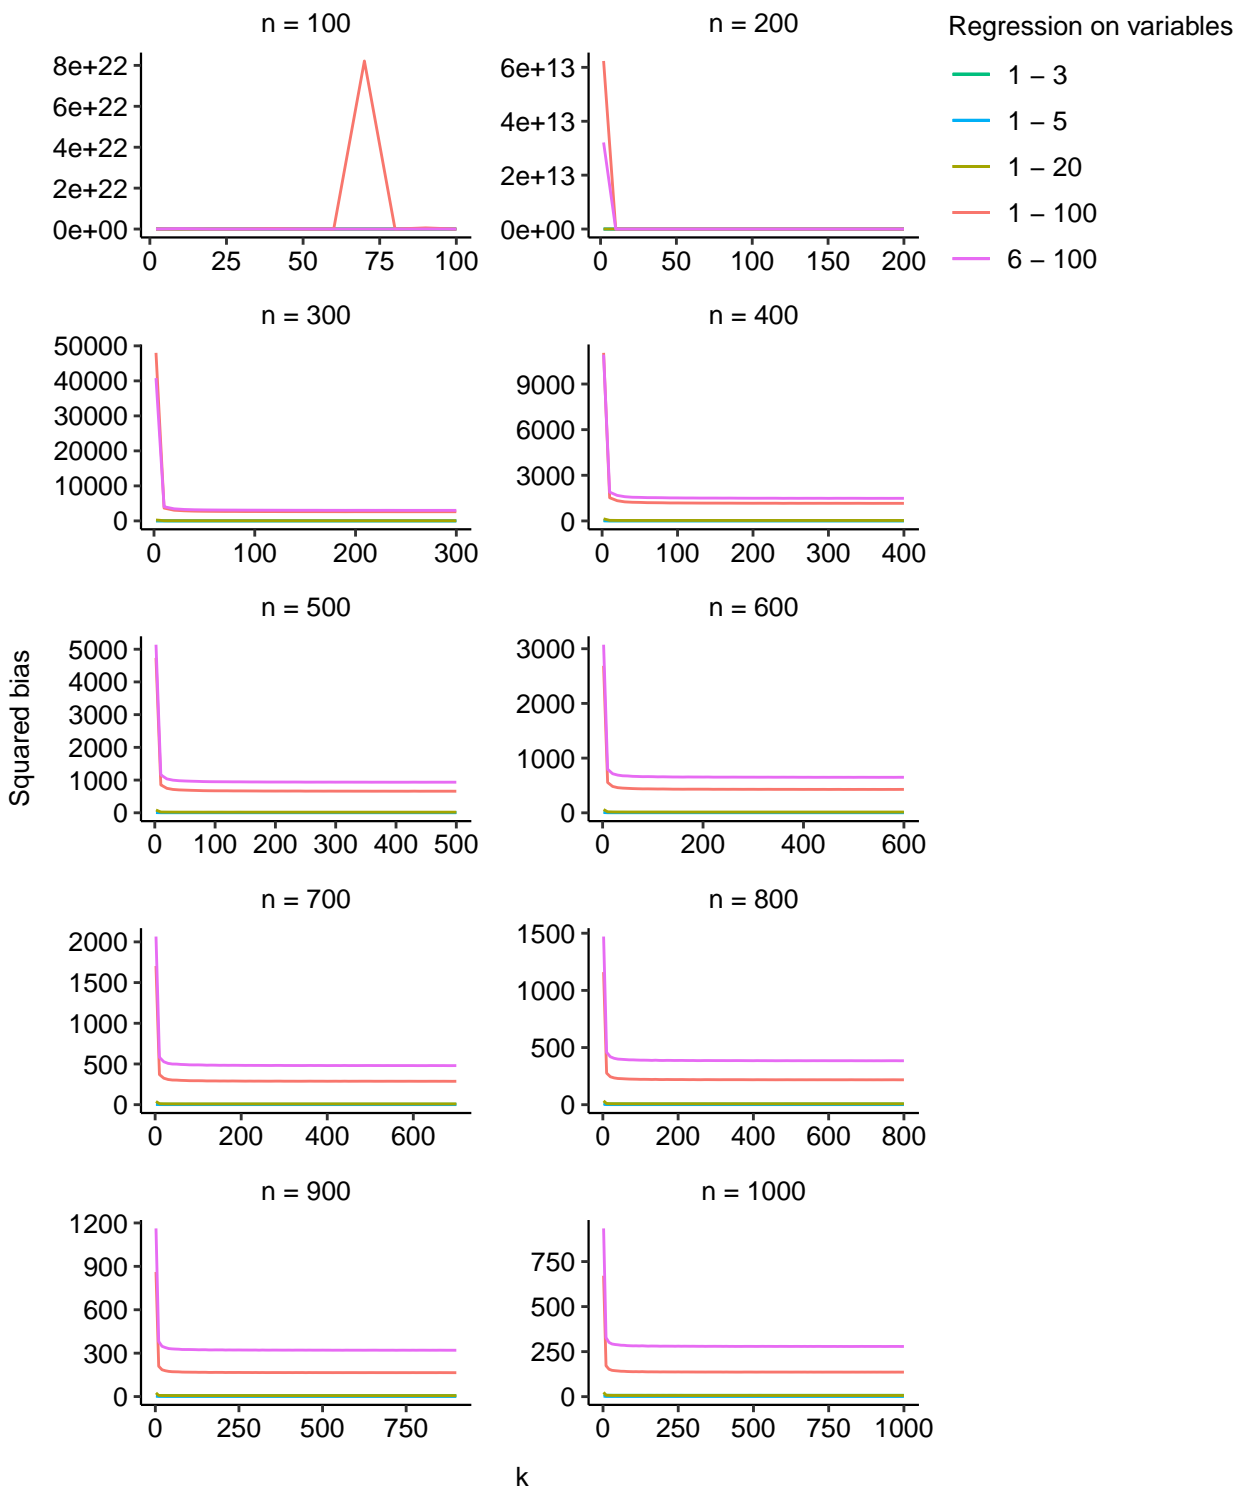 n = 100
8e+22
6e+22
4e+22
2e+22
0e+00
0 25 50 75 100
n = 200
6e+13
4e+13
2e+13
0e+00
0 50 100 150 200
Regression on variables
1 – 3
1 – 5
1 – 20
1 – 100
6 – 100
n = 300
50000
40000
30000
20000
10000
0
0 100 200 300
n = 400
9000
6000
3000
0
0 100 200 300 400
Squared bias
n = 500
5000
4000
3000
2000
1000
0
0 100 200 300 400 500
n = 600
3000
2000
1000
0
0 200 400 600
n = 700
2000
1500
1000
500
0
0 200 400 600
n = 800
1500
1000
500
0
0 200 400 600 800
n = 900
1200
900
600
300
0
0 250 500 750
n = 1000
750
500
250
0
0 250 500 750 1000
k